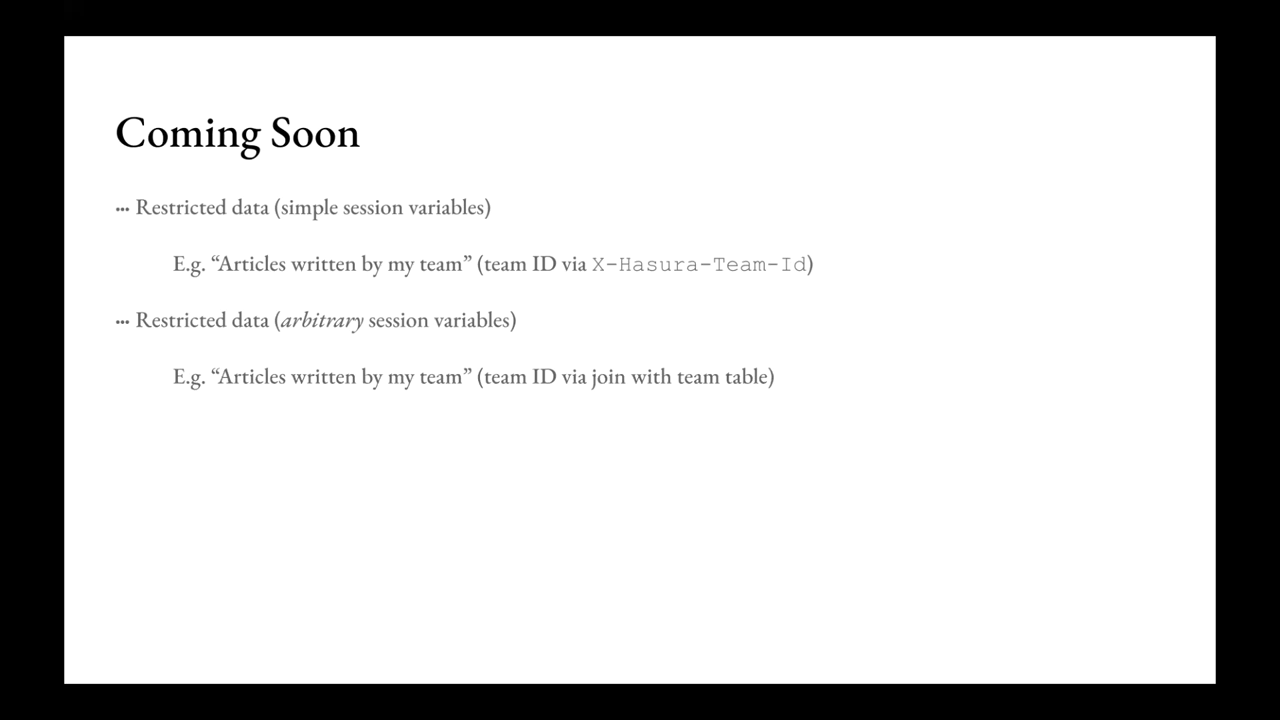 Coming Soon
··· Restricted data (simple session variables)
E.g. “Articles written by my team” (team ID via X-Hasura-Team-Id)
··· Restricted data (arbitrary session variables)
E.g. “Articles written by my team” (team ID via join with team table)